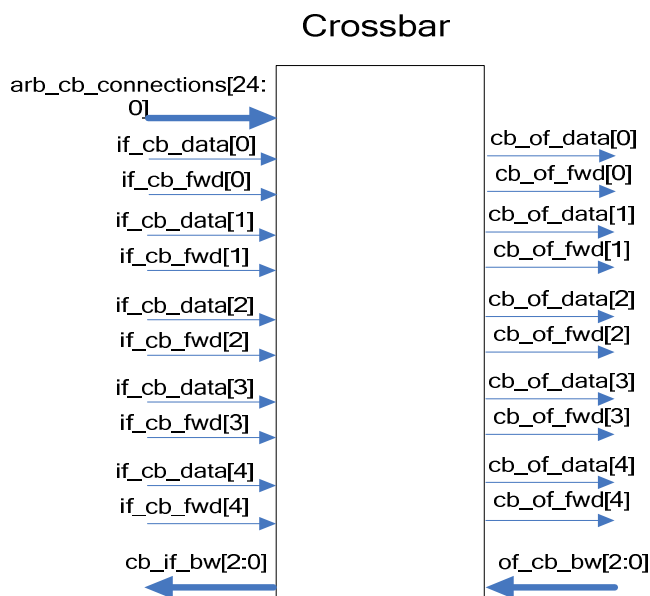 Crossbar
arb_cb_connections[24:
0]
if_cb_data[0]
if_cb_fwd[0]
if_cb_data[1]
if_cb_fwd[1]
if_cb_data[2]
if_cb_fwd[2]
if_cb_data[3]
if_cb_fwd[3]
if_cb_data[4]
if_cb_fwd[4]
cb_if_bw[2:0]
cb_of_data[0]
cb_of_fwd[0]
cb_of_data[1]
cb_of_fwd[1]
cb_of_data[2]
cb_of_fwd[2]
cb_of_data[3]
cb_of_fwd[3]
cb_of_data[4]
cb_of_fwd[4]
of_cb_bw[2:0]